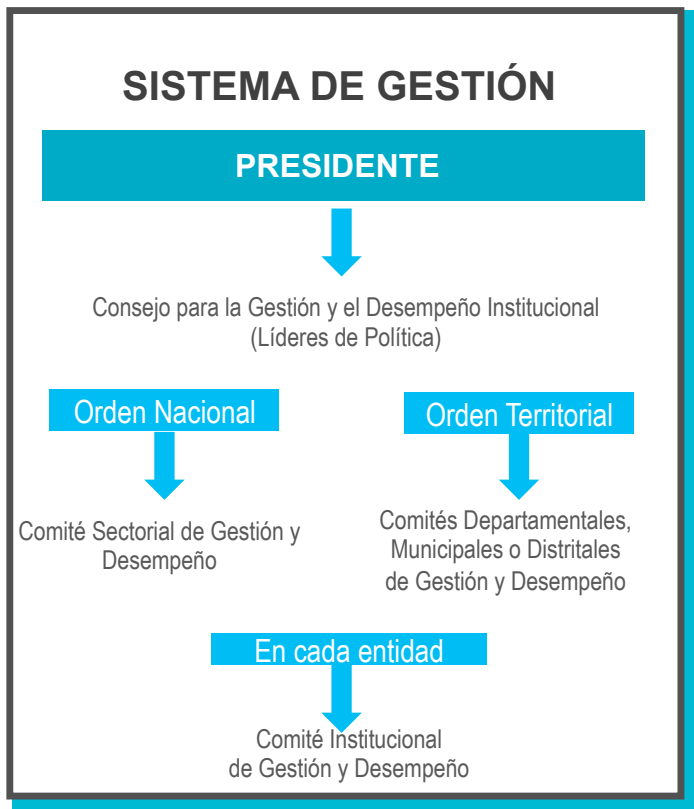 SISTEMA DE GESTIÓN
PRESIDENTE
Consejo para la Gestión y el Desempeño Institucional
(Líderes de Política)
Orden Nacional
Comité Sectorial de Gestión y
Desempeño
Orden Territorial
Comités Departamentales,
Municipales o Distritales
de Gestión y Desempeño
En cada entidad
Comité Institucional
de Gestión y Desempeño